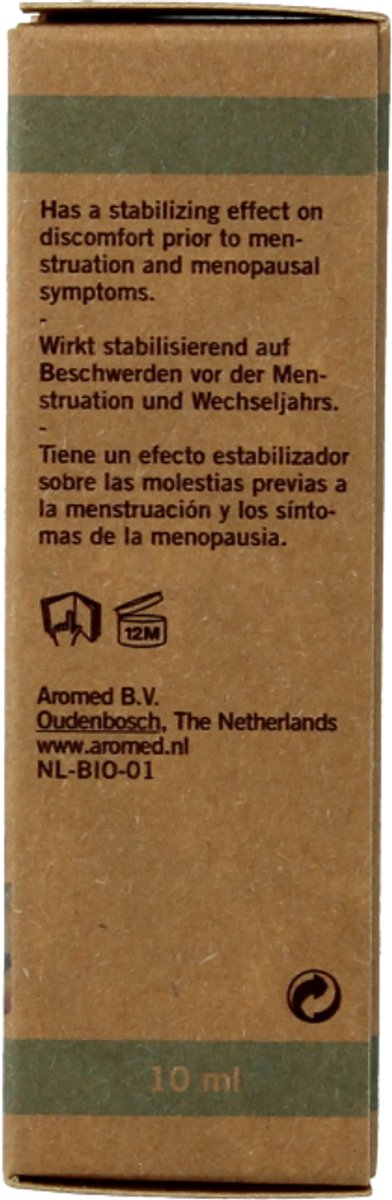 Has a stabilizing effect on
discomfort prior to men-
struation and menopausal
symptoms.
-
Wirkt stabilisierend auf
Beschwerden vor der Men-
struation und Wechseljahrs.
-
Tiene un efecto estabilizador
sobre las molestias previas a
la menstruación y los sínto-
mas de la menopausia.
12M
Aromed B.V.
Oudenbosch, The Netherlands
www.aromed.nl
NL-BIO-01
10 ml